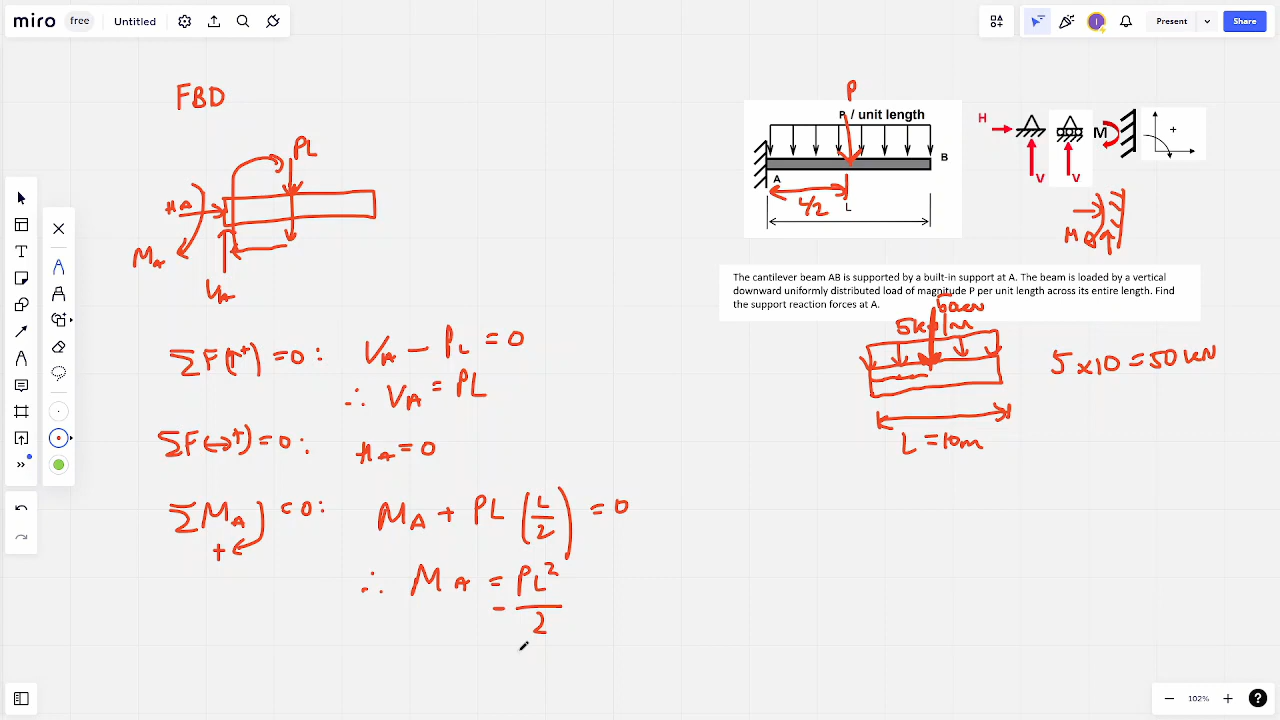 miro free Untitled
Present Share
FBD
PL
HA
MA
VA
ΣF(↑+) = 0: VA - PL = 0
∴ VA = PL
ΣF(↔+) = 0: HA = 0
ΣMA = 0: MA + PL (L/2) = 0
+
∴ MA = - PL²/2
P
P / unit length
A
B
L/2
L
H
V
V
M
+
M
The cantilever beam AB is supported by a built-in support at A. The beam is loaded by a vertical
downward uniformly distributed load of magnitude P per unit length across its entire length. Find
the support reaction forces at A.
50kN
5kN/m
5 x 10 = 50 kN
L = 10m
102%